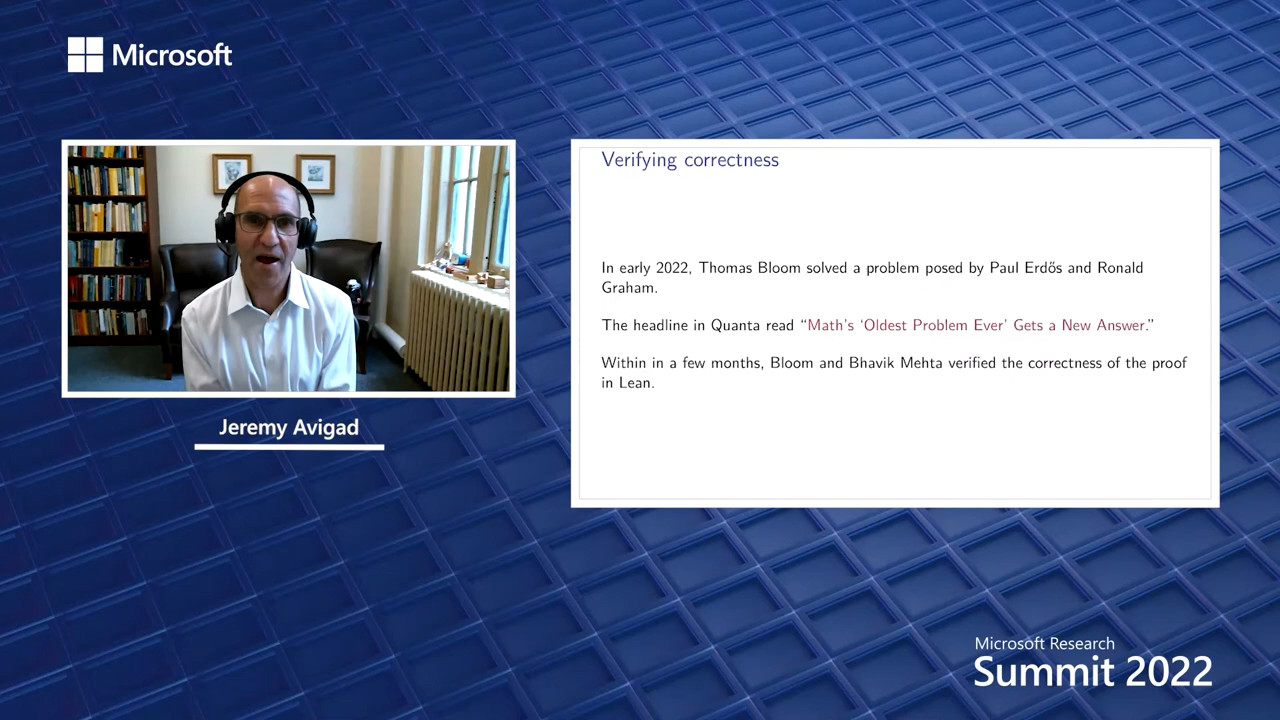 Microsoft
Verifying correctness
In early 2022, Thomas Bloom solved a problem posed by Paul Erdős and Ronald
Graham.
The headline in Quanta read “Math's ‘Oldest Problem Ever’ Gets a New Answer.”
Within in a few months, Bloom and Bhavik Mehta verified the correctness of the proof
in Lean.
Jeremy Avigad
Microsoft Research
Summit 2022